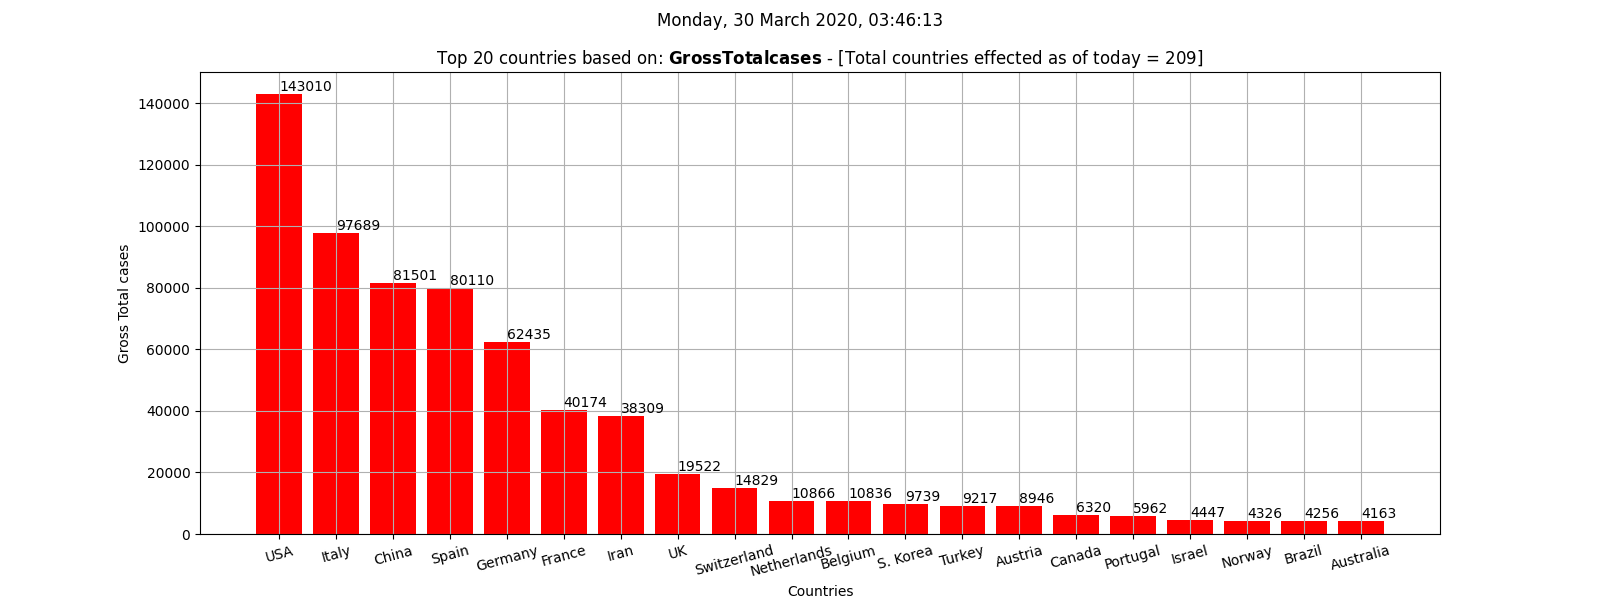 Monday, 30 March 2020, 03:46:13
Top 20 countries based on: GrossTotalcases - [Total countries effected as of today = 209]
Gross Total cases
140000
120000
100000
80000
60000
40000
20000
0
143010
97689
81501
80110
62435
40174
38309
19522
14829
10866
10836
9739
9217
8946
6320
5962
4447
4326
4256
4163
USA
Italy
China
Spain
Germany
France
Iran
UK
Switzerland
Netherlands
Belgium
S. Korea
Turkey
Austria
Canada
Portugal
Israel
Norway
Brazil
Australia
Countries